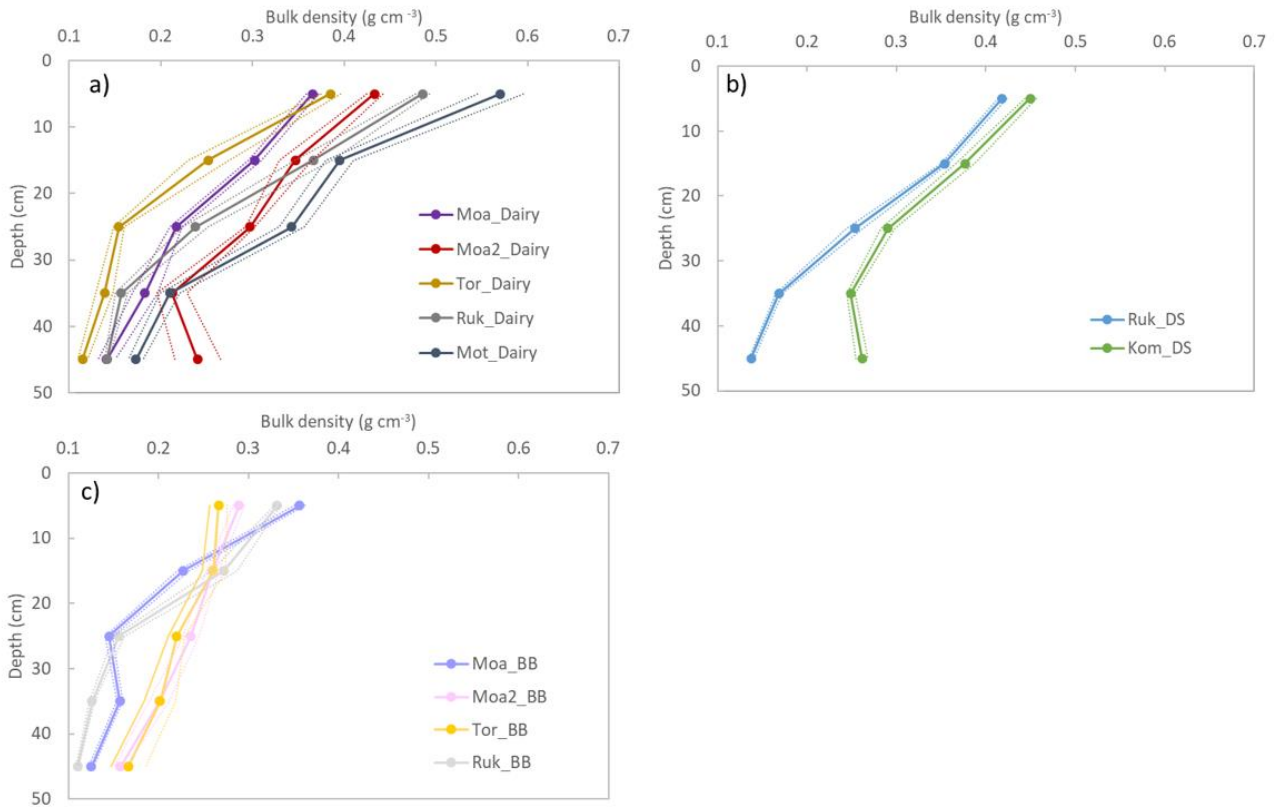 Bulk density (g cm -3)
0.1 0.2 0.3 0.4 0.5 0.6 0.7
0
10
20
30
40
50
Depth (cm)
a)
Moa_Dairy
Moa2_Dairy
Tor_Dairy
Ruk_Dairy
Mot_Dairy
Bulk density (g cm-3)
0.1 0.2 0.3 0.4 0.5 0.6 0.7
0
10
20
30
40
50
Depth (cm)
b)
Ruk_DS
Kom_DS
Bulk density (g cm-3)
0.1 0.2 0.3 0.4 0.5 0.6 0.7
0
10
20
30
40
50
Depth (cm)
c)
Moa_BB
Moa2_BB
Tor_BB
Ruk_BB